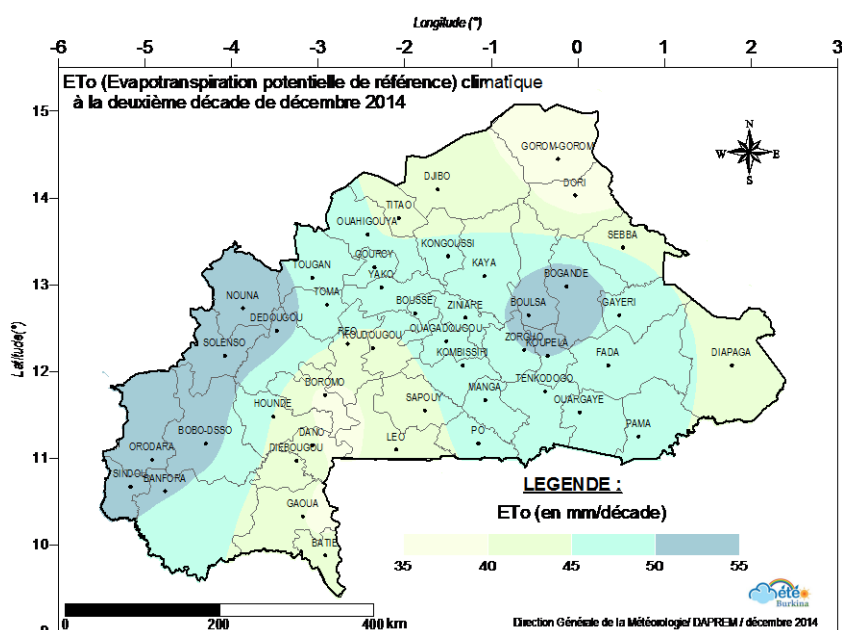 Longitude (°)
-6 -5 -4 -3 -2 -1 0 1 2 3
ETo (Evapotranspiration potentielle de référence) climatique
à la deuxième décade de décembre 2014
15
N
W E
S
GOROM-GOROM
DJIBO
DORI
14
TITAO
OUAHIGOUYA
SEBBA
KONGOUSSI
GOURCY
KAYA
TOUGAN
BOGANDE
YAKO
13
NOUNA
TOMA
BOUSSE
ZINIARE
BOULSA
GAYERI
DEDOUGOU
OUAGADOUGOU
REO
KOUDOUGOU
ZORGHO
SOLENSO
KOMBISSIRI
KOUPELA
FADA
DIAPAGA
12
Latitude(°)
BOROMO
TENKODOGO
HOUNDE
SAPOUY
MANGA
OUARGAYE
BOBO-DSSO
DANO
LEO
PO
PAMA
ORODARA
DIEBOUGOU
11
SINDOU
BANFORA
LEGENDE :
GAOUA
ETo (en mm/décade)
10
BATIE
35 40 45 50 55
été
Burkina
9
0 200 400 km
Direction Générale de la Météorologie/ DAPREM / décembre 2014